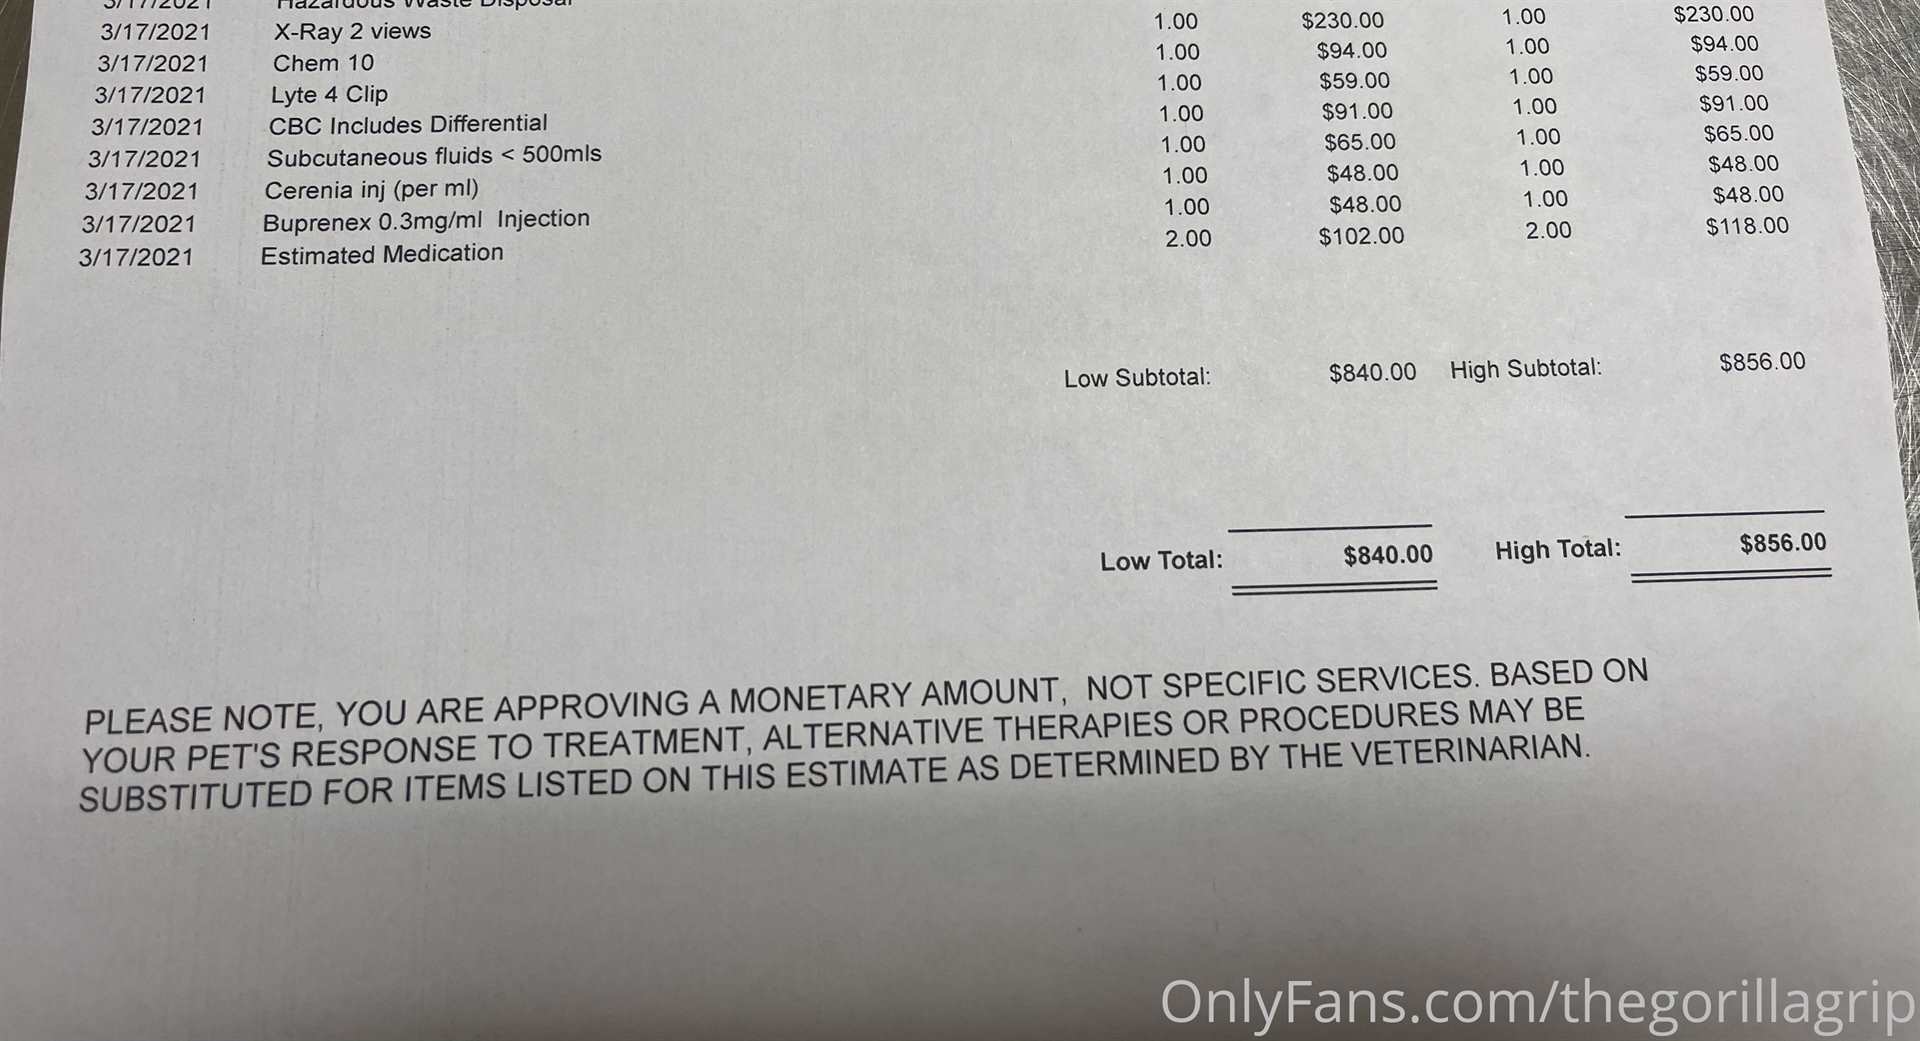 3/17/2021 Hazardous Waste Disposal
3/17/2021 X-Ray 2 views 1.00 $230.00 1.00 $230.00
3/17/2021 Chem 10 1.00 $94.00 1.00 $94.00
3/17/2021 Lyte 4 Clip 1.00 $59.00 1.00 $59.00
3/17/2021 CBC Includes Differential 1.00 $91.00 1.00 $91.00
3/17/2021 Subcutaneous fluids < 500mls 1.00 $65.00 1.00 $65.00
3/17/2021 Cerenia inj (per ml) 1.00 $48.00 1.00 $48.00
3/17/2021 Buprenex 0.3mg/ml Injection 1.00 $48.00 1.00 $48.00
3/17/2021 Estimated Medication 2.00 $102.00 2.00 $118.00
Low Subtotal: $840.00 High Subtotal: $856.00
Low Total: $840.00 High Total: $856.00
PLEASE NOTE, YOU ARE APPROVING A MONETARY AMOUNT, NOT SPECIFIC SERVICES. BASED ON
YOUR PET'S RESPONSE TO TREATMENT, ALTERNATIVE THERAPIES OR PROCEDURES MAY BE
SUBSTITUTED FOR ITEMS LISTED ON THIS ESTIMATE AS DETERMINED BY THE VETERINARIAN.
OnlyFans.com/thegorillagrip